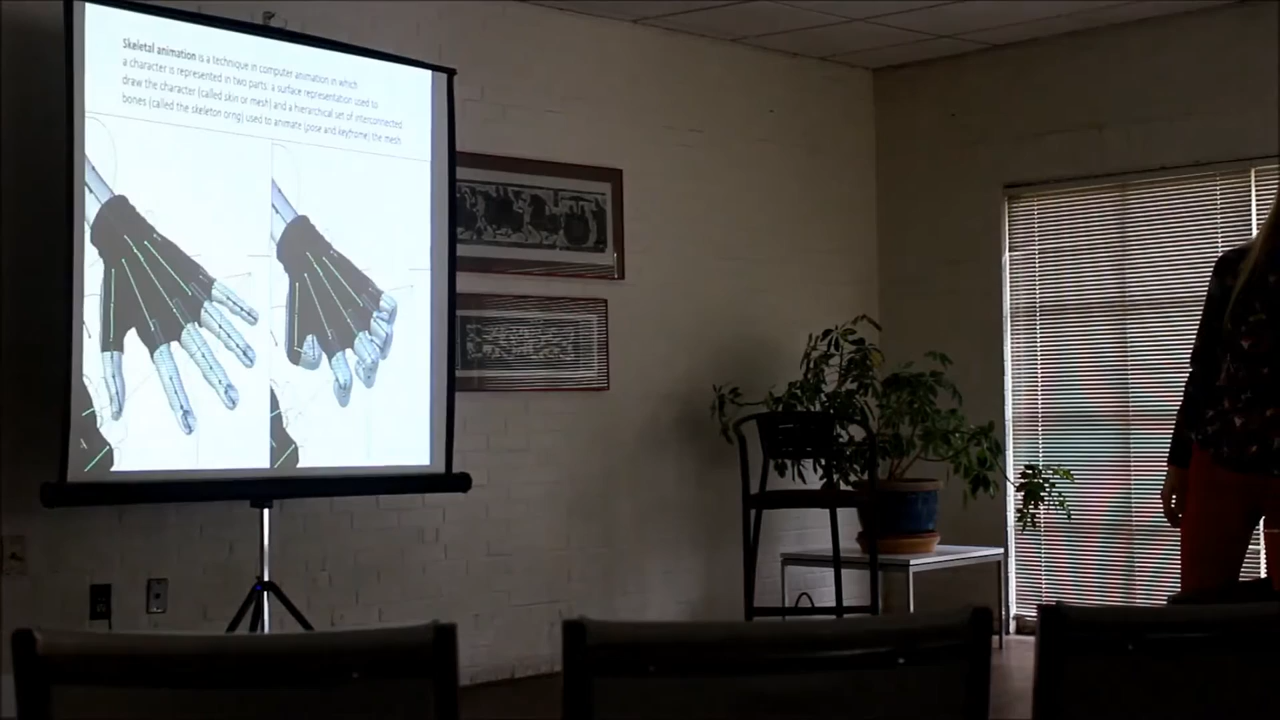 Skeletal animation is a technique in computer animation in which
a character is represented in two parts: a surface representation used to
draw the character (called skin or mesh) and a hierarchical set of interconnected
bones (called the skeleton orrig) used to animate (pose and keyframe) the mesh